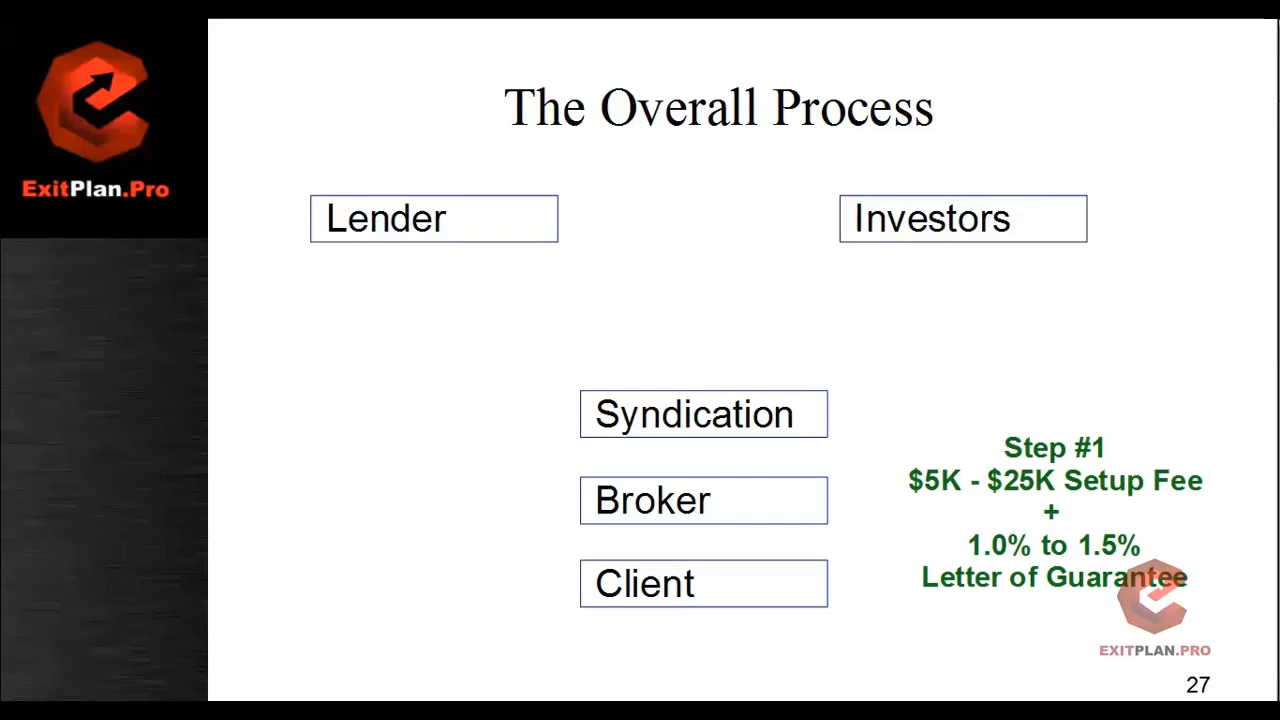 ExitPlan.Pro
The Overall Process
Lender
Investors
Syndication
Broker
Client
Step #1
$5K - $25K Setup Fee
+
1.0% to 1.5%
Letter of Guarantee
EXITPLAN.PRO
27